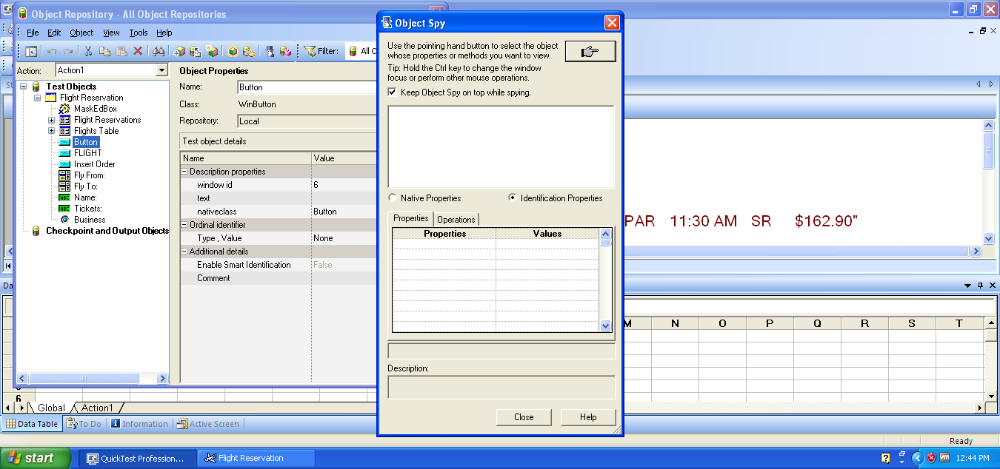 Object Repository - All Object Repositories
File Edit Object View Tools Help
Filter: All O
Action: Action1
Test Objects
Flight Reservation
MaskEdBox
Flight Reservations
Flights Table
Button
FLIGHT
Insert Order
Fly From:
Fly To:
Name:
Tickets:
Business
Checkpoint and Output Objects
Object Properties
Name: Button
Class: WinButton
Repository: Local
Test object details
Name Value
Description properties
window id 6
text
nativeclass Button
Ordinal identifier
Type , Value None
Additional details
Enable Smart Identification False
Comment
Object Spy
Use the pointing hand button to select the object
whose properties or methods you want to view.
Tip: Hold the Ctrl key to change the window
focus or perform other mouse operations.
Keep Object Spy on top while spying.
Native Properties Identification Properties
Properties Operations
Properties Values
Description:
Close Help
PAR 11:30 AM SR $162.90"
M N O P Q R S T
6
Global Action1
Data Table To Do Information Active Screen
Ready
start QuickTest Profession... Flight Reservation 12:44 PM